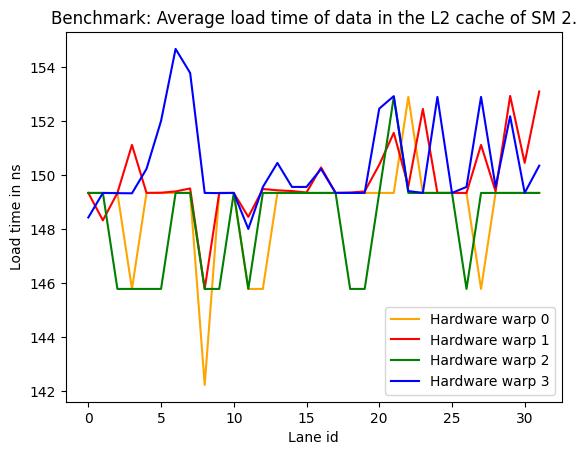 Benchmark: Average load time of data in the L2 cache of SM 2.
Load time in ns
154
152
150
148
146
144
142
0 5 10 15 20 25 30
Lane id
Hardware warp 0
Hardware warp 1
Hardware warp 2
Hardware warp 3